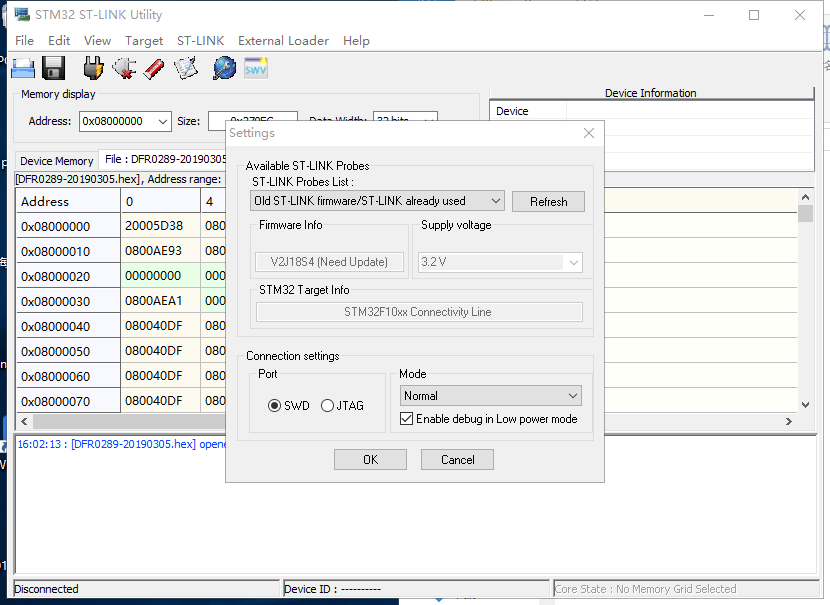 STM32 ST-LINK Utility
File Edit View Target ST-LINK External Loader Help
SWV
Memory display
Address: 0x08000000 Size: 0x270EC Data Width: 32 bits
Device Information
Device
Device Memory File : DFR0289-20190305.
[DFR0289-20190305.hex], Address range:
Address 0 4
0x08000000 20005D38 080
0x08000010 0800AE93 080
0x08000020 00000000 000
0x08000030 0800AEA1 000
0x08000040 080040DF 080
0x08000050 080040DF 080
0x08000060 080040DF 080
0x08000070 080040DF 080
16:02:13 : [DFR0289-20190305.hex] opene
Settings
Available ST-LINK Probes
ST-LINK Probes List :
Old ST-LINK firmware/ST-LINK already used Refresh
Firmware Info
V2J18S4 (Need Update)
Supply voltage
3.2 V
STM32 Target Info
STM32F10xx Connectivity Line
Connection settings
Port
SWD JTAG
Mode
Normal
Enable debug in Low power mode
OK Cancel
Disconnected Device ID : ---------- Core State : No Memory Grid Selected